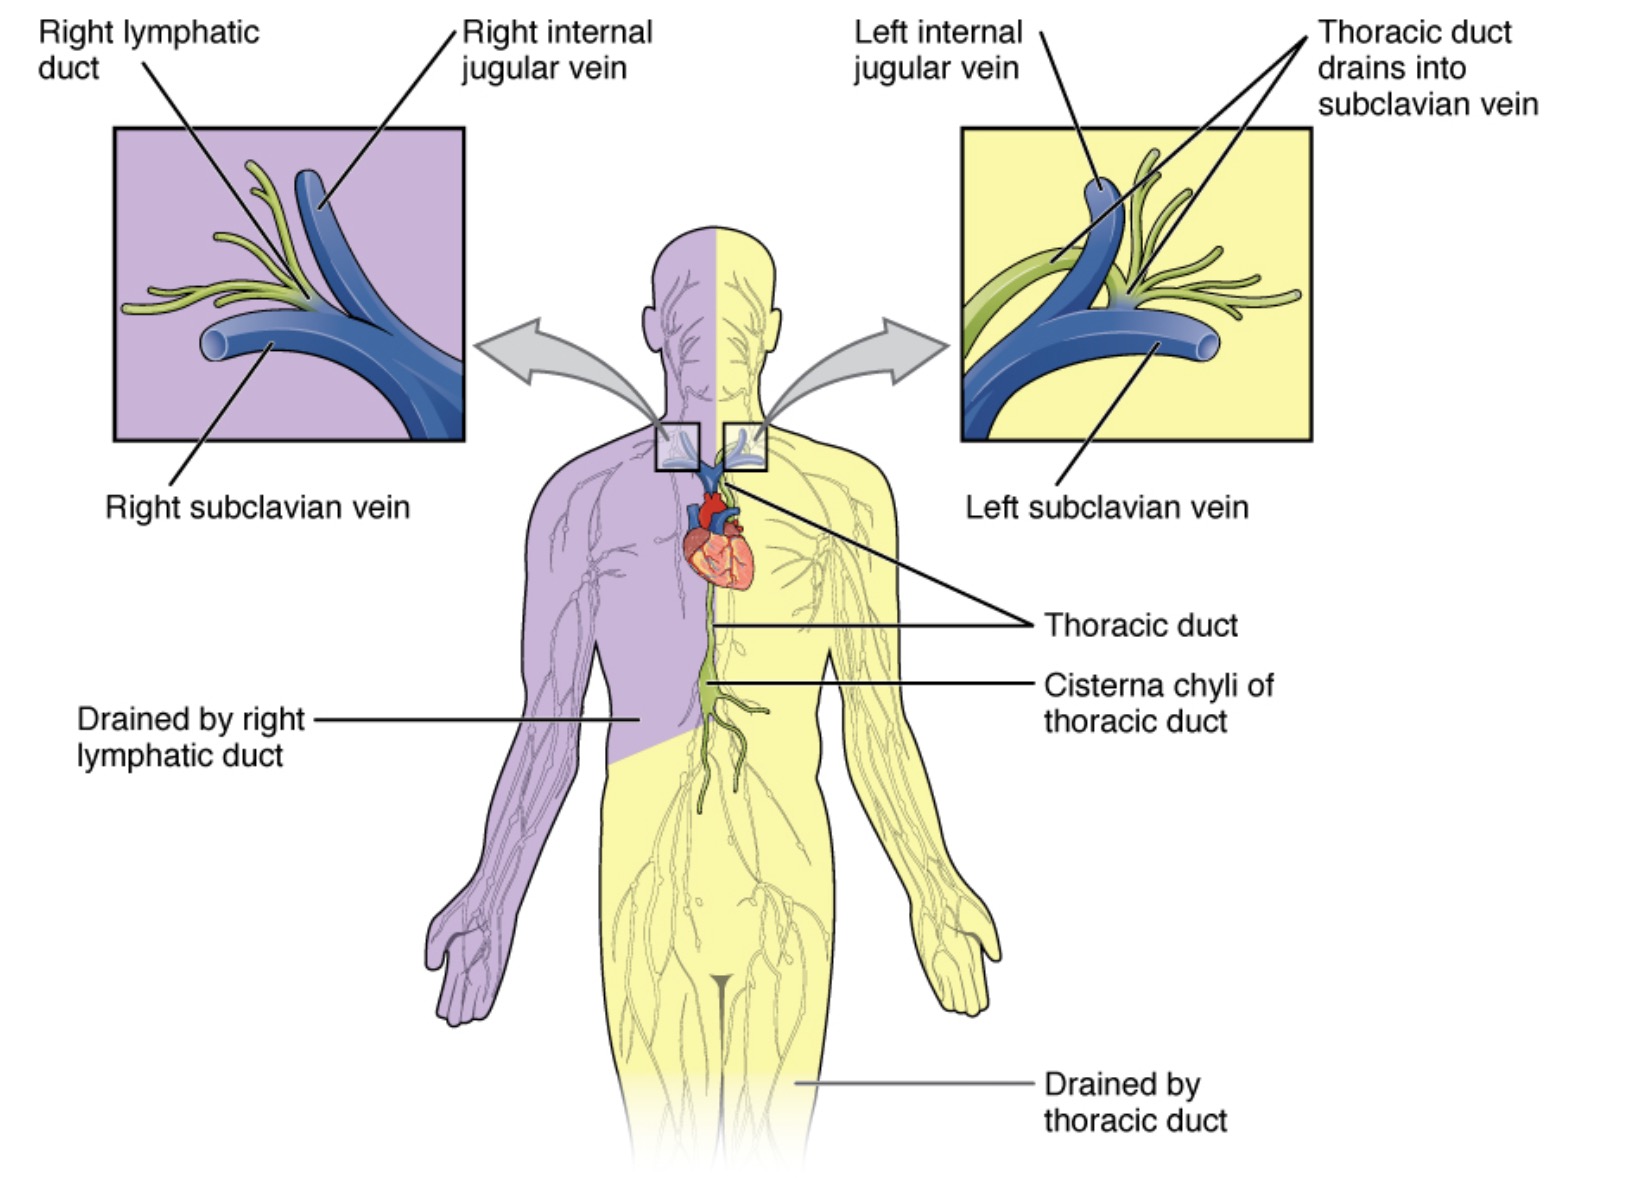 Right lymphatic
duct
Right internal
jugular vein
Left internal
jugular vein
Thoracic duct
drains into
subclavian vein
Right subclavian vein
Left subclavian vein
Thoracic duct
Cisterna chyli of
thoracic duct
Drained by right
lymphatic duct
Drained by
thoracic duct